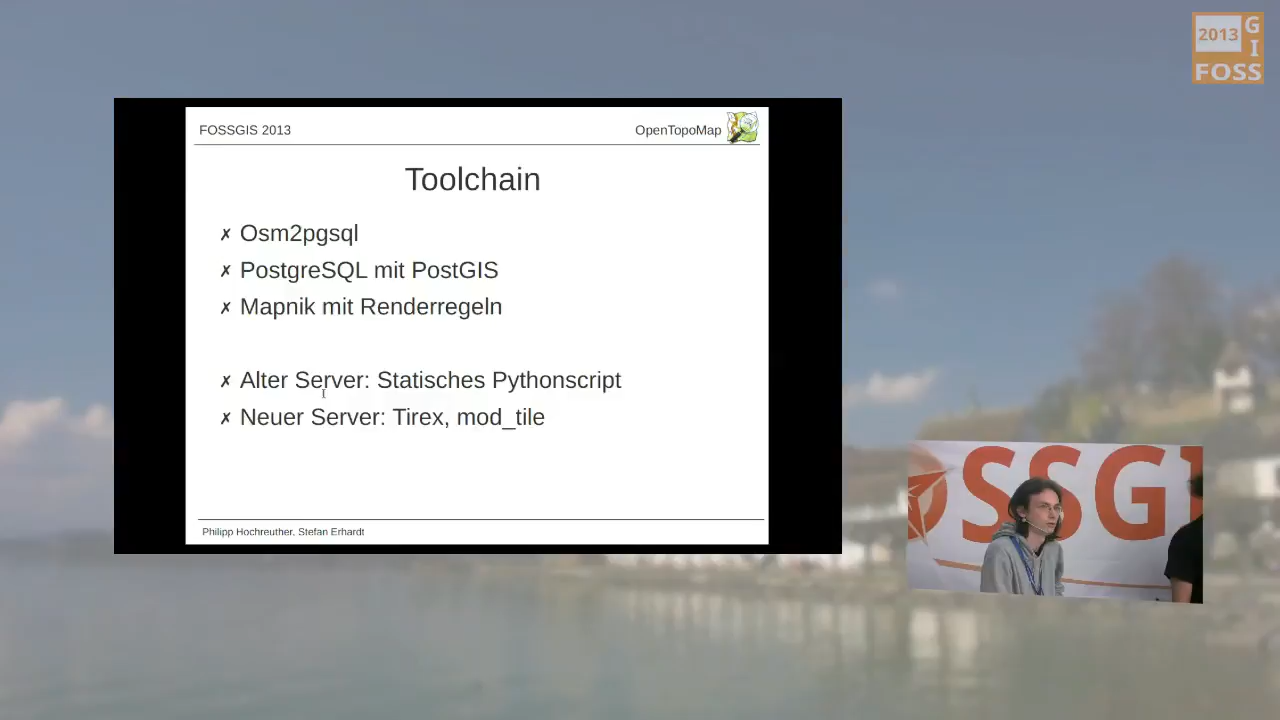 2013
G
I
FOSS
FOSSGIS 2013
OpenTopoMap
Toolchain
✗ Osm2pgsql
✗ PostgreSQL mit PostGIS
✗ Mapnik mit Renderregeln
✗ Alter Server: Statisches Pythonscript
✗ Neuer Server: Tirex, mod_tile
Philipp Hochreuther, Stefan Erhardt
OSSGI